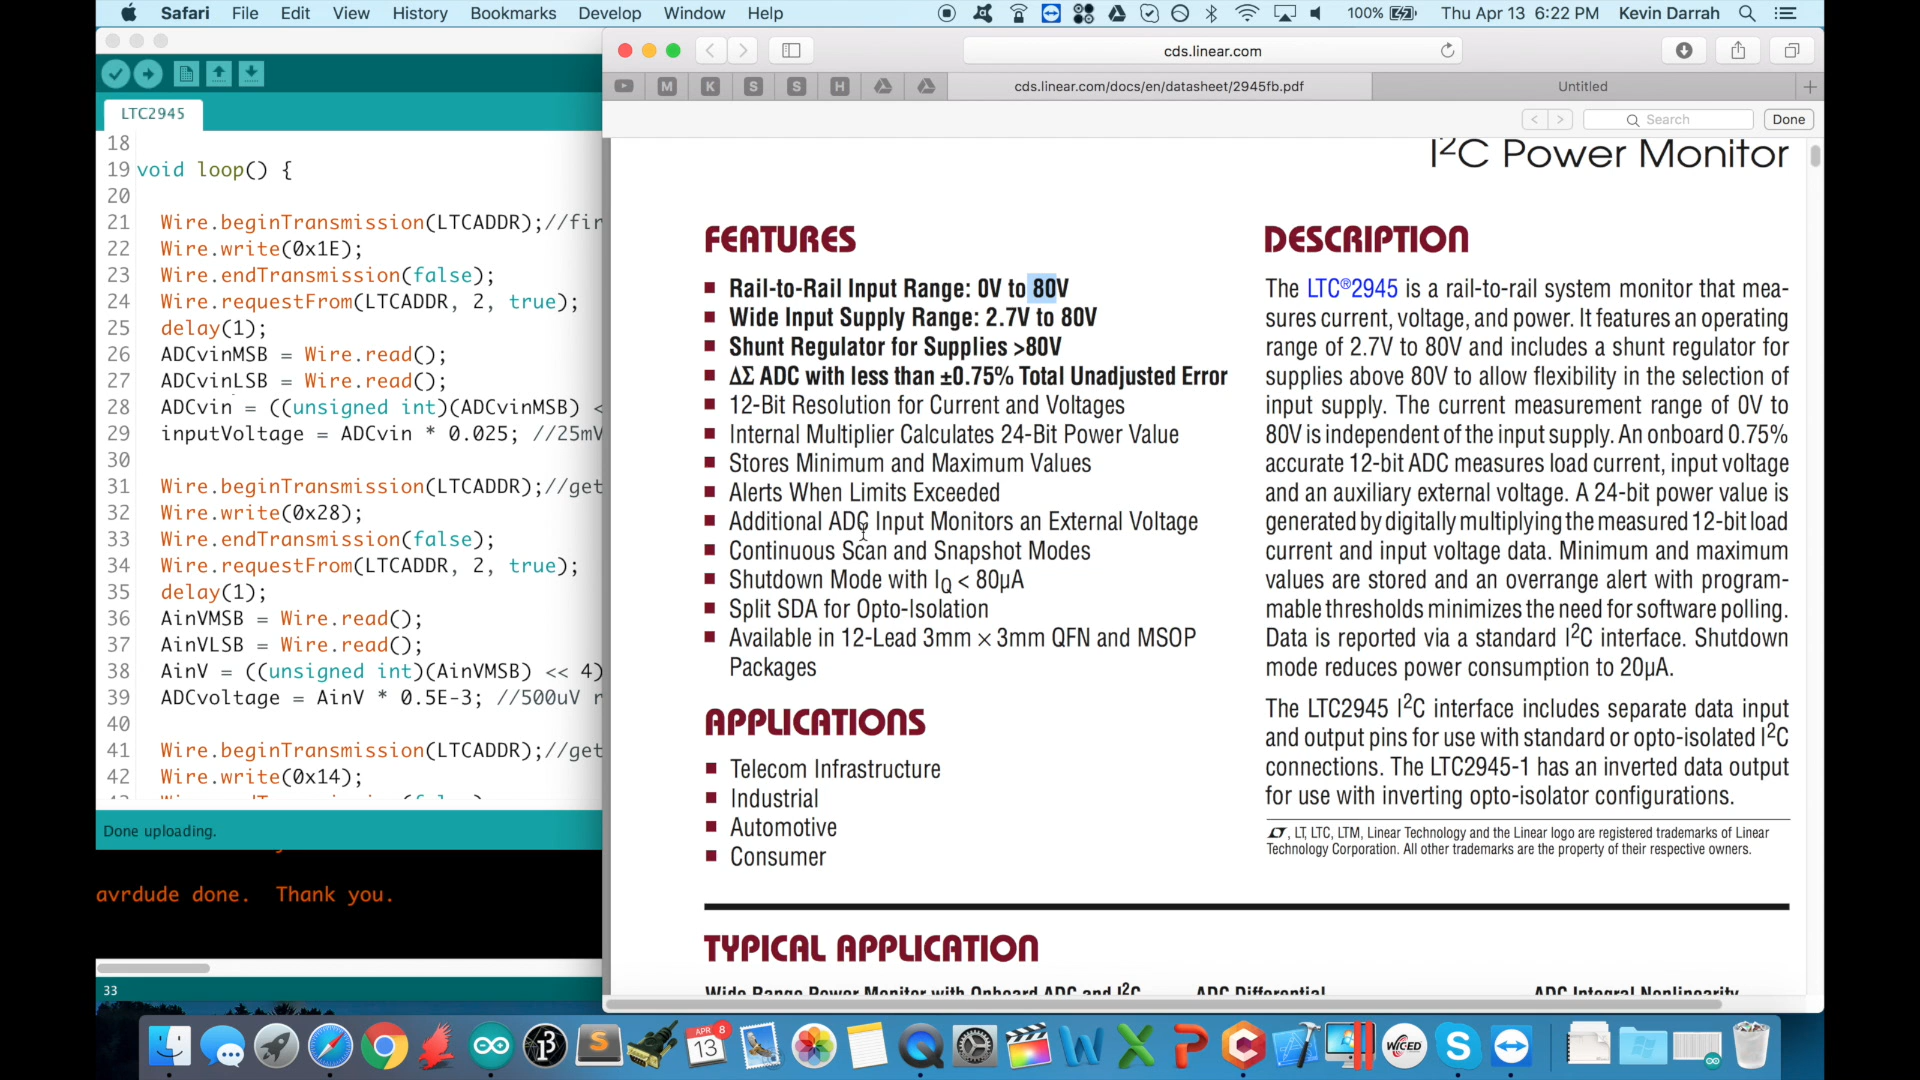 Safari File Edit View History Bookmarks Develop Window Help 100% Thu Apr 13 6:22 PM Kevin Darrah
cds.linear.com
M K S S H cds.linear.com/docs/en/datasheet/2945fb.pdf Untitled
Search Done
LTC2945
18
19 void loop() {
20
21 Wire.beginTransmission(LTCADDR);//fir
22 Wire.write(0x1E);
23 Wire.endTransmission(false);
24 Wire.requestFrom(LTCADDR, 2, true);
25 delay(1);
26 ADCvinMSB = Wire.read();
27 ADCvinLSB = Wire.read();
28 ADCvin = ((unsigned int)(ADCvinMSB) <
29 inputVoltage = ADCvin * 0.025; //25mV
30
31 Wire.beginTransmission(LTCADDR);//get
32 Wire.write(0x28);
33 Wire.endTransmission(false);
34 Wire.requestFrom(LTCADDR, 2, true);
35 delay(1);
36 AinVMSB = Wire.read();
37 AinVLSB = Wire.read();
38 AinV = ((unsigned int)(AinVMSB) << 4)
39 ADCvoltage = AinV * 0.5E-3; //500uV r
40
41 Wire.beginTransmission(LTCADDR);//get
42 Wire.write(0x14);
Done uploading.
avrdude done. Thank you.
33
I²C Power Monitor
FEATURES
■ Rail-to-Rail Input Range: 0V to 80V
■ Wide Input Supply Range: 2.7V to 80V
■ Shunt Regulator for Supplies >80V
■ ΔΣ ADC with less than ±0.75% Total Unadjusted Error
■ 12-Bit Resolution for Current and Voltages
■ Internal Multiplier Calculates 24-Bit Power Value
■ Stores Minimum and Maximum Values
■ Alerts When Limits Exceeded
■ Additional ADC Input Monitors an External Voltage
■ Continuous Scan and Snapshot Modes
■ Shutdown Mode with IQ < 80µA
■ Split SDA for Opto-Isolation
■ Available in 12-Lead 3mm × 3mm QFN and MSOP
Packages
APPLICATIONS
■ Telecom Infrastructure
■ Industrial
■ Automotive
■ Consumer
DESCRIPTION
The LTC®2945 is a rail-to-rail system monitor that mea-
sures current, voltage, and power. It features an operating
range of 2.7V to 80V and includes a shunt regulator for
supplies above 80V to allow flexibility in the selection of
input supply. The current measurement range of 0V to
80V is independent of the input supply. An onboard 0.75%
accurate 12-bit ADC measures load current, input voltage
and an auxiliary external voltage. A 24-bit power value is
generated by digitally multiplying the measured 12-bit load
current and input voltage data. Minimum and maximum
values are stored and an overrange alert with program-
mable thresholds minimizes the need for software polling.
Data is reported via a standard I²C interface. Shutdown
mode reduces power consumption to 20µA.
The LTC2945 I²C interface includes separate data input
and output pins for use with standard or opto-isolated I²C
connections. The LTC2945-1 has an inverted data output
for use with inverting opto-isolator configurations.
LT, LT, LTC, LTM, Linear Technology and the Linear logo are registered trademarks of Linear
Technology Corporation. All other trademarks are the property of their respective owners.
TYPICAL APPLICATION
Wide Range Power Monitor with Onboard ADC and I²C
ADC Differential
ADC Integral Nonlinearity
APR 8
13
WICED